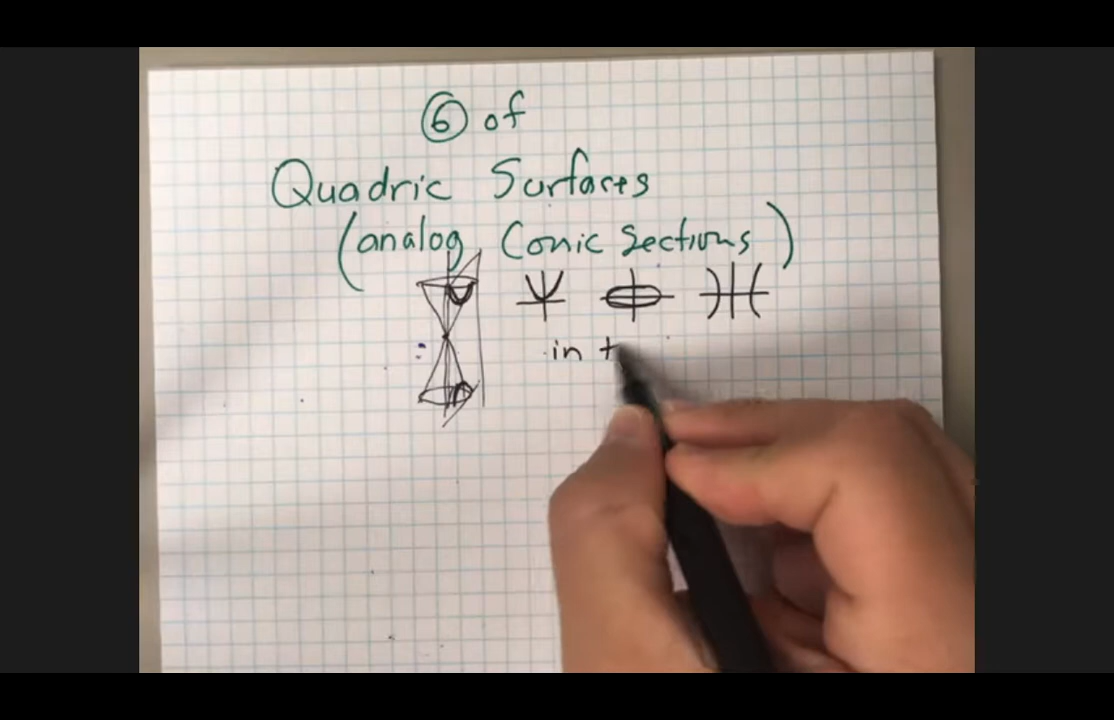 ⑥ of
Quadric Surfaces
(analog, Conic Sections)
in t